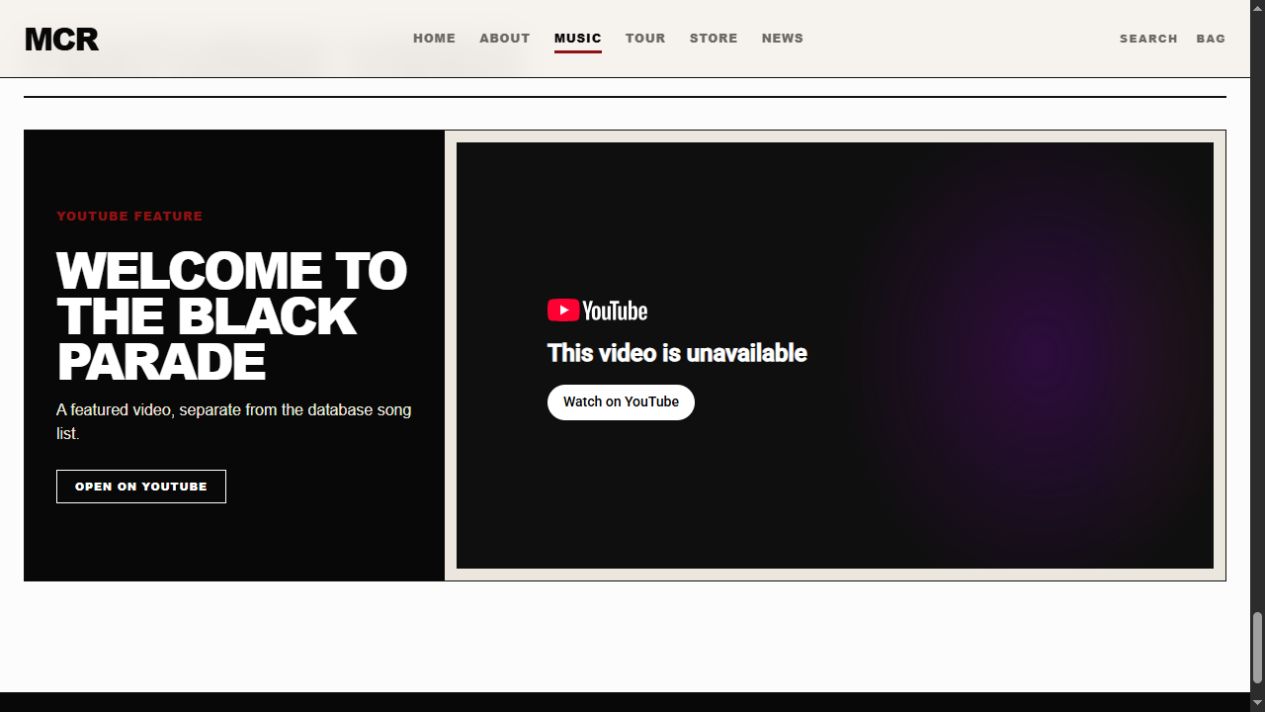 MCR
HOME ABOUT MUSIC TOUR STORE NEWS
SEARCH BAG
YOUTUBE FEATURE
WELCOME TO
THE BLACK
PARADE
A featured video, separate from the database song
list.
OPEN ON YOUTUBE
YouTube
This video is unavailable
Watch on YouTube